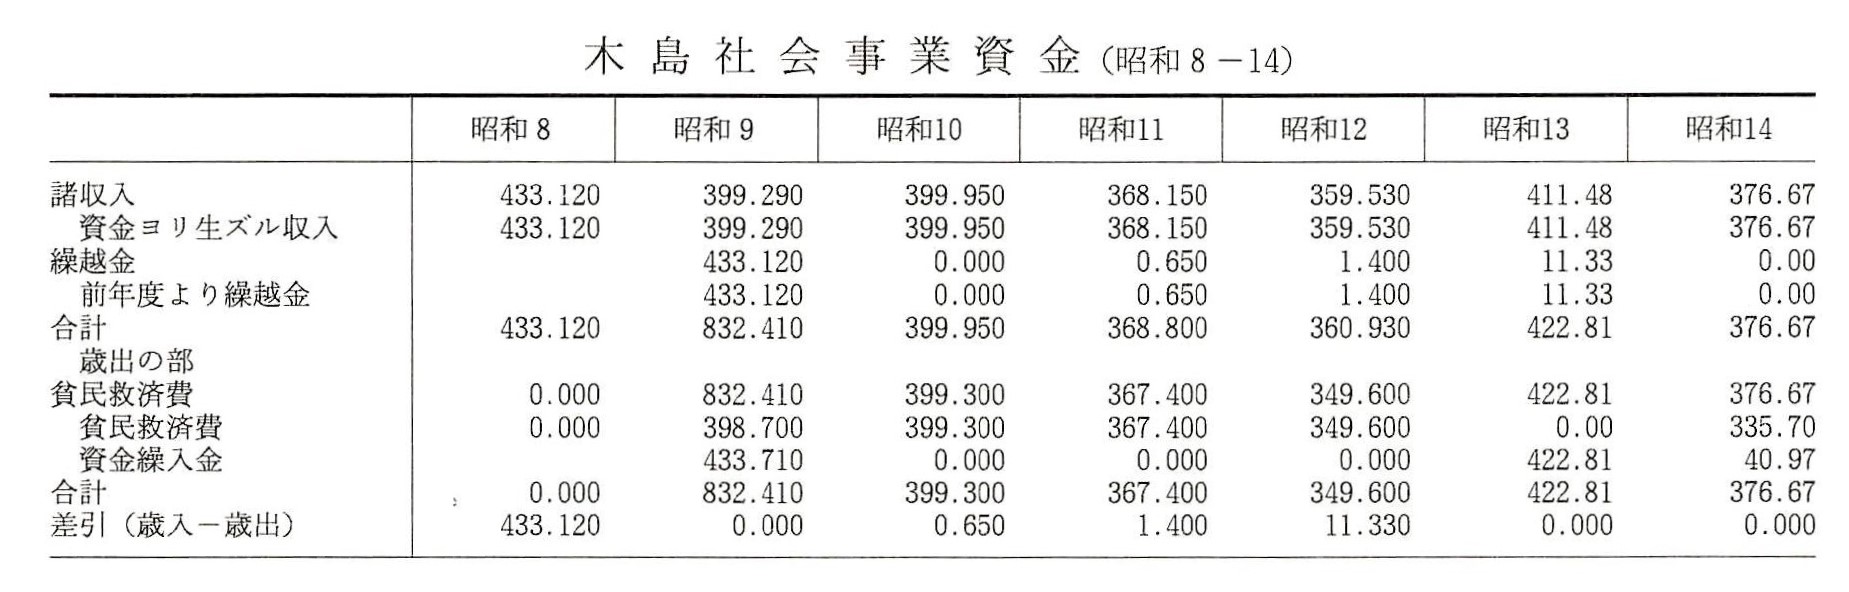 木島社会事業資金(昭和8-14)
昭和8 昭和9 昭和10 昭和11 昭和12 昭和13 昭和14
諸収入 433.120 399.290 399.950 368.150 359.530 411.48 376.67
資金ヨリ生ズル収入 433.120 399.290 399.950 368.150 359.530 411.48 376.67
繰越金 433.120 0.000 0.650 1.400 11.33 0.00
前年度より繰越金 433.120 0.000 0.650 1.400 11.33 0.00
合計 433.120 832.410 399.950 368.800 360.930 422.81 376.67
歳出の部
貧民救済費 0.000 832.410 399.300 367.400 349.600 422.81 376.67
貧民救済費 0.000 398.700 399.300 367.400 349.600 0.00 335.70
資金繰入金 433.710 0.000 0.000 0.000 422.81 40.97
合計 0.000 832.410 399.300 367.400 349.600 422.81 376.67
差引(歳入-歳出) 433.120 0.000 0.650 1.400 11.330 0.000 0.000